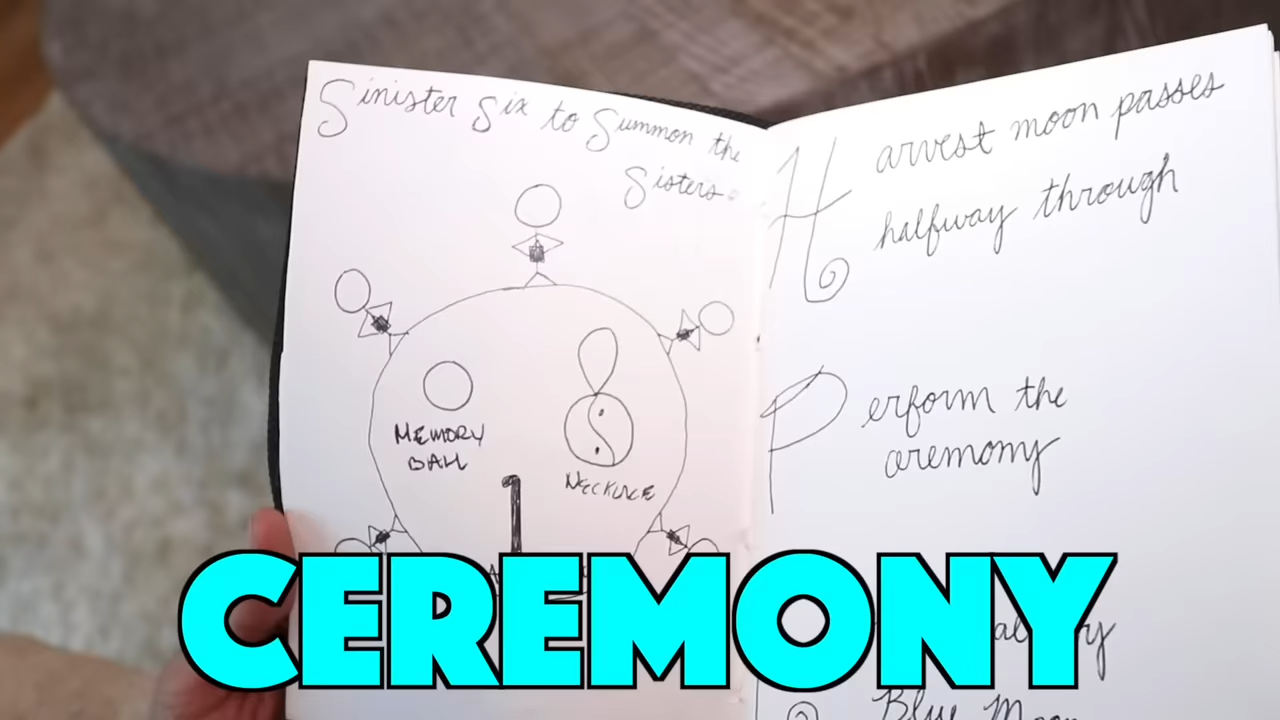 Sinister Six to Summon the
Sisters
MEMORY
BALL
NECKLACE
Harvest moon passes
halfway through
Perform the
ceremony
Blue Moon
CEREMONY